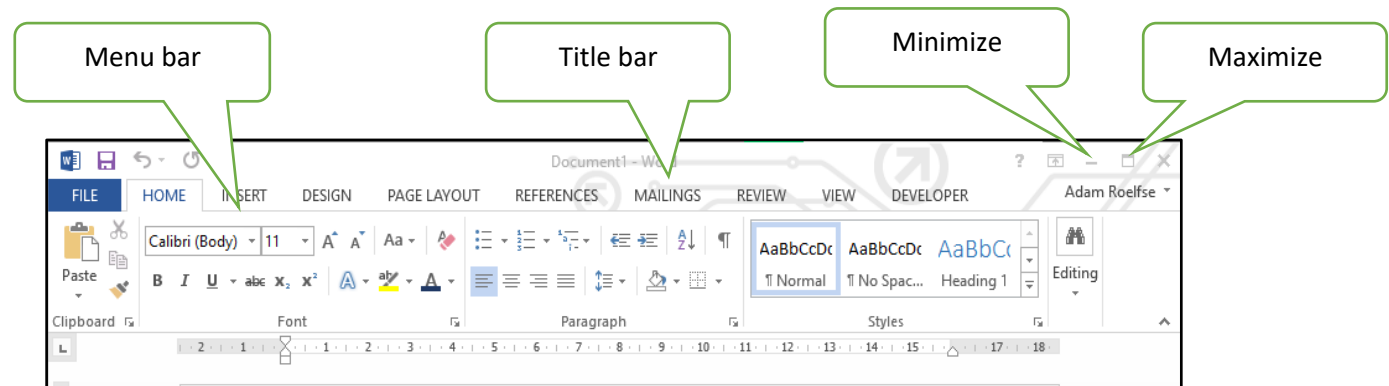 Menu bar
Title bar
Minimize
Maximize
Document1 - Word
?
FILE HOME INSERT DESIGN PAGE LAYOUT REFERENCES MAILINGS REVIEW VIEW DEVELOPER Adam Roelfse
Calibri (Body) 11 A A Aa A Z ¶ AaBbCcDc AaBbCcDc AaBbCc
Paste B I U abc x₂ x² A ab A ¶ Normal ¶ No Spac... Heading 1 Editing
Clipboard Font Paragraph Styles
L 2 1 1 2 3 4 5 6 7 8 9 10 11 12 13 14 15 17 18